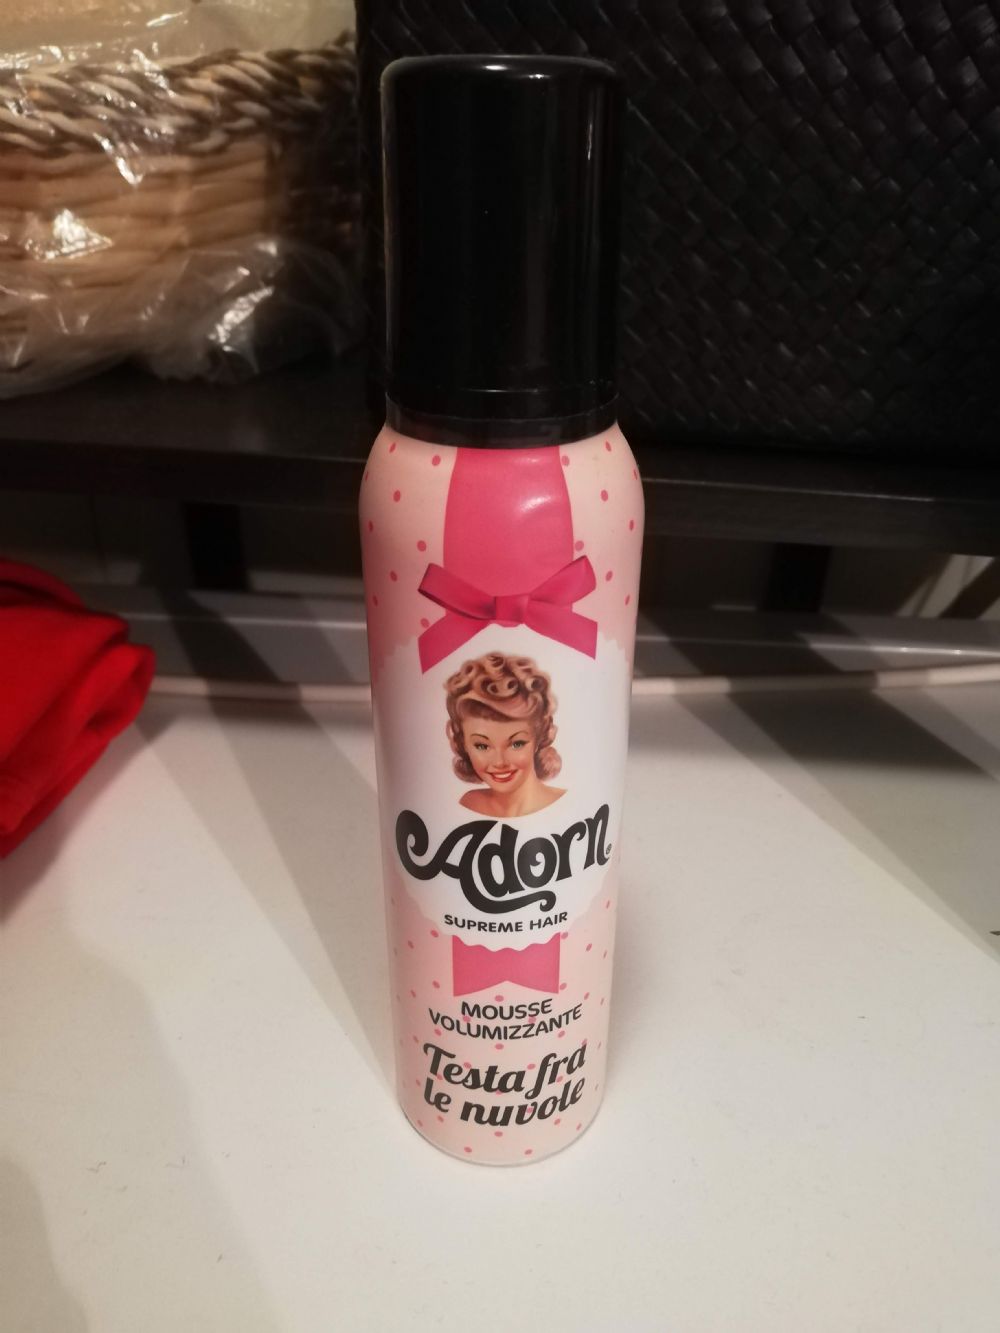 Adorn®
SUPREME HAIR
MOUSSE
VOLUMIZZANTE
Testa fra
le nuvole